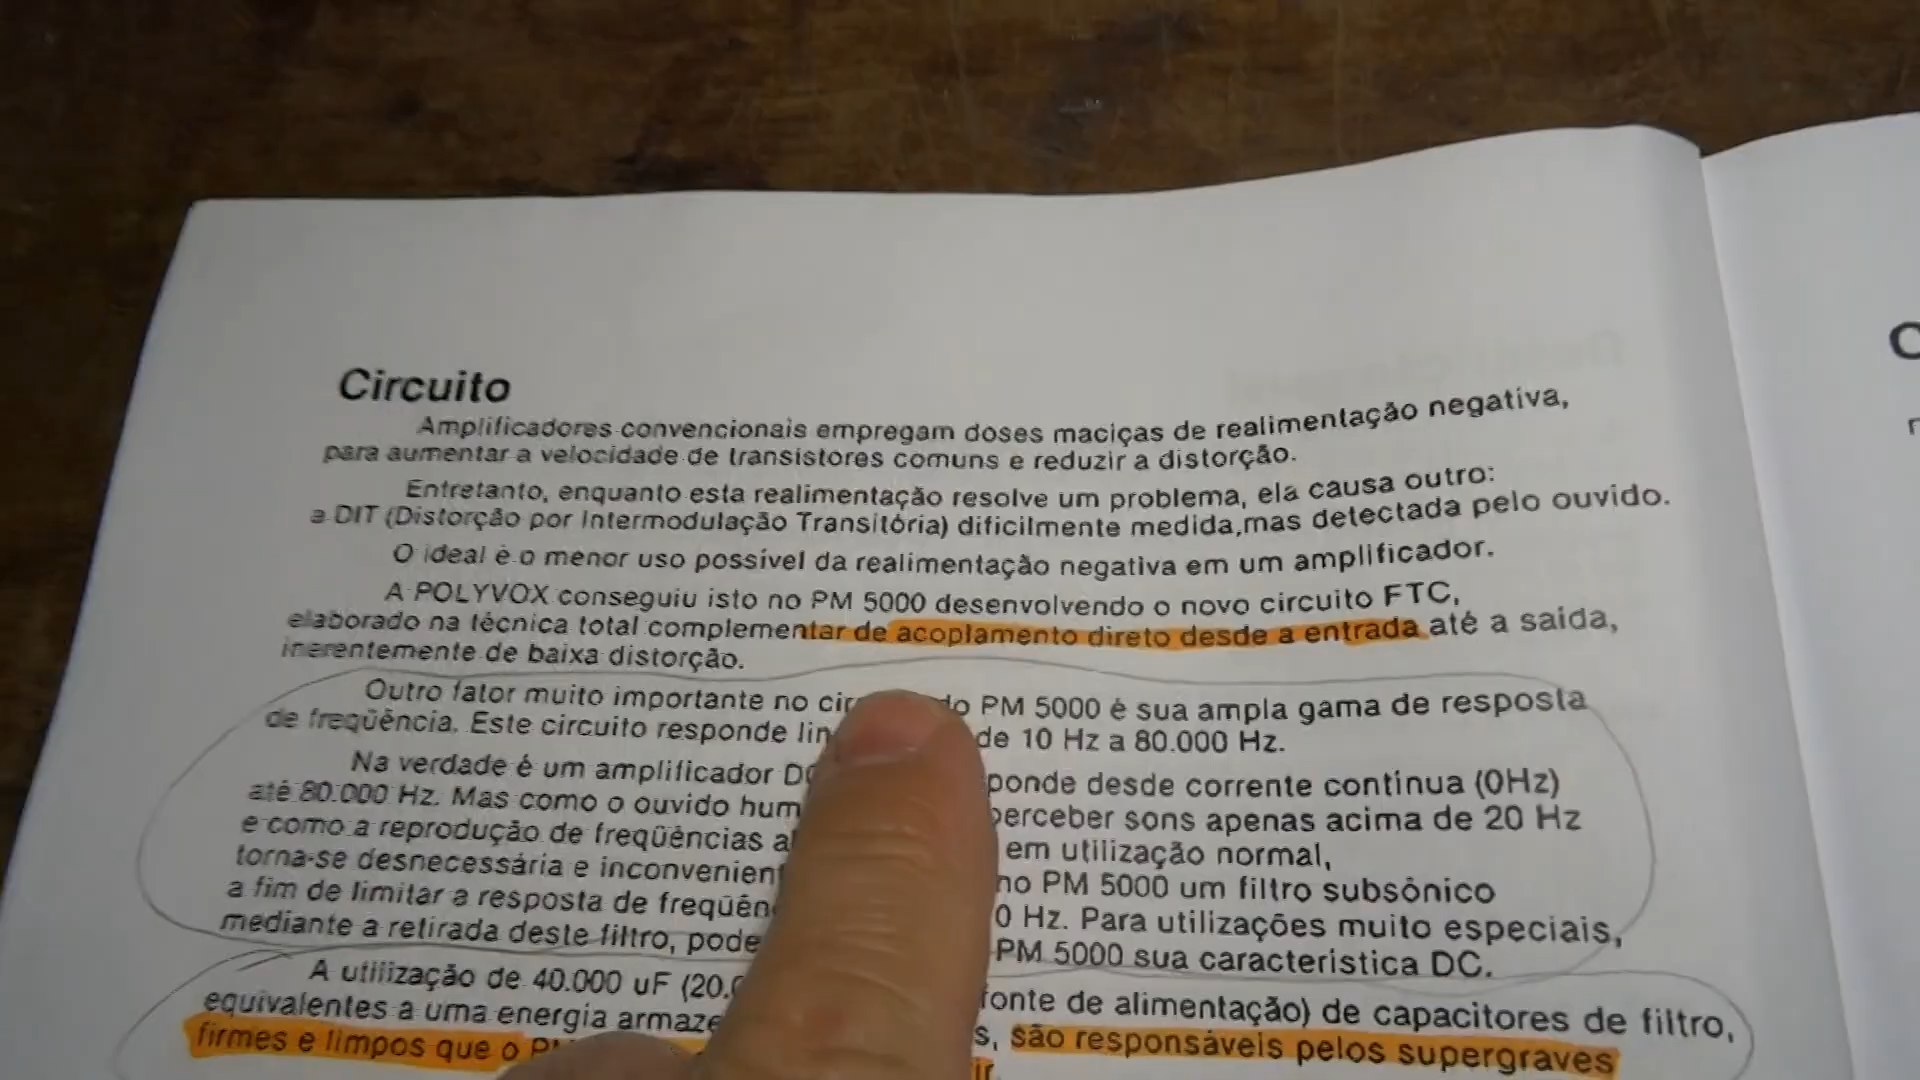 Circuito
Amplificadores convencionais empregam doses maciças de realimentação negativa,
para aumentar a velocidade de transistores comuns e reduzir a distorção.
Entretanto, enquanto esta realimentação resolve um problema, ela causa outro:
a DIT (Distorção por Intermodulação Transitória) dificilmente medida,mas detectada pelo ouvido.
O ideal é o menor uso possível da realimentação negativa em um amplificador.
A POLYVOX conseguiu isto no PM 5000 desenvolvendo o novo circuito FTC,
elaborado na técnica total complementar de acoplamento direto desde a entrada até a saída,
inerentemente de baixa distorção.
Outro fator muito importante no do PM 5000 é sua ampla gama de resposta
de freqüência. Este circuito responde de 10 Hz a 80.000 Hz.
Na verdade é um amplificador desde corrente contínua (0Hz)
até 80.000 Hz. Mas como o ouvido perceber sons apenas acima de 20 Hz
e como a reprodução de freqüências em utilização normal,
torna-se desnecessária e no PM 5000 um filtro subsônico
a fim de limitar a resposta de 0 Hz. Para utilizações muito especiais,
mediante a retirada deste filtro, PM 5000 sua característica DC.
A utilização de 40.000 uF fonte de alimentação) de capacitores de filtro,
equivalentes a uma energia são responsáveis pelos supergraves
firmes e limpos que o